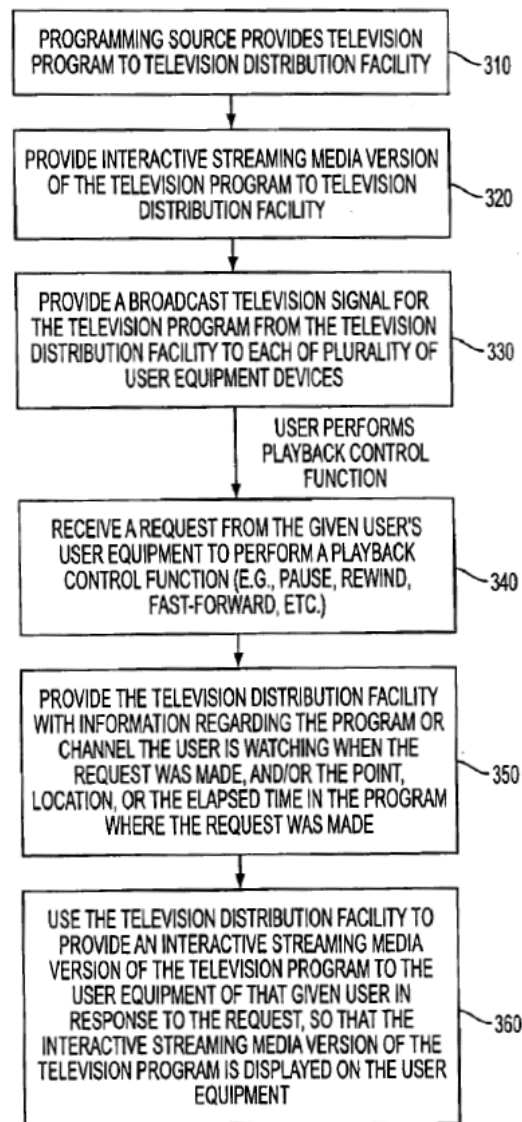 PROGRAMMING SOURCE PROVIDES TELEVISION
PROGRAM TO TELEVISION DISTRIBUTION FACILITY
310
PROVIDE INTERACTIVE STREAMING MEDIA VERSION
OF THE TELEVISION PROGRAM TO TELEVISION
DISTRIBUTION FACILITY
320
PROVIDE A BROADCAST TELEVISION SIGNAL FOR
THE TELEVISION PROGRAM FROM THE TELEVISION
DISTRIBUTION FACILITY TO EACH OF PLURALITY OF
USER EQUIPMENT DEVICES
330
USER PERFORMS
PLAYBACK CONTROL
FUNCTION
RECEIVE A REQUEST FROM THE GIVEN USER'S
USER EQUIPMENT TO PERFORM A PLAYBACK
CONTROL FUNCTION (E.G., PAUSE, REWIND,
FAST-FORWARD, ETC.)
340
PROVIDE THE TELEVISION DISTRIBUTION FACILITY
WITH INFORMATION REGARDING THE PROGRAM OR
CHANNEL THE USER IS WATCHING WHEN THE
REQUEST WAS MADE, AND/OR THE POINT,
LOCATION, OR THE ELAPSED TIME IN THE PROGRAM
WHERE THE REQUEST WAS MADE
350
USE THE TELEVISION DISTRIBUTION FACILITY TO
PROVIDE AN INTERACTIVE STREAMING MEDIA
VERSION OF THE TELEVISION PROGRAM TO
THE USER EQUIPMENT OF THAT GIVEN USER IN
RESPONSE TO THE REQUEST, SO THAT THE
INTERACTIVE STREAMING MEDIA VERSION OF THE
TELEVISION PROGRAM IS DISPLAYED ON THE USER
EQUIPMENT
360